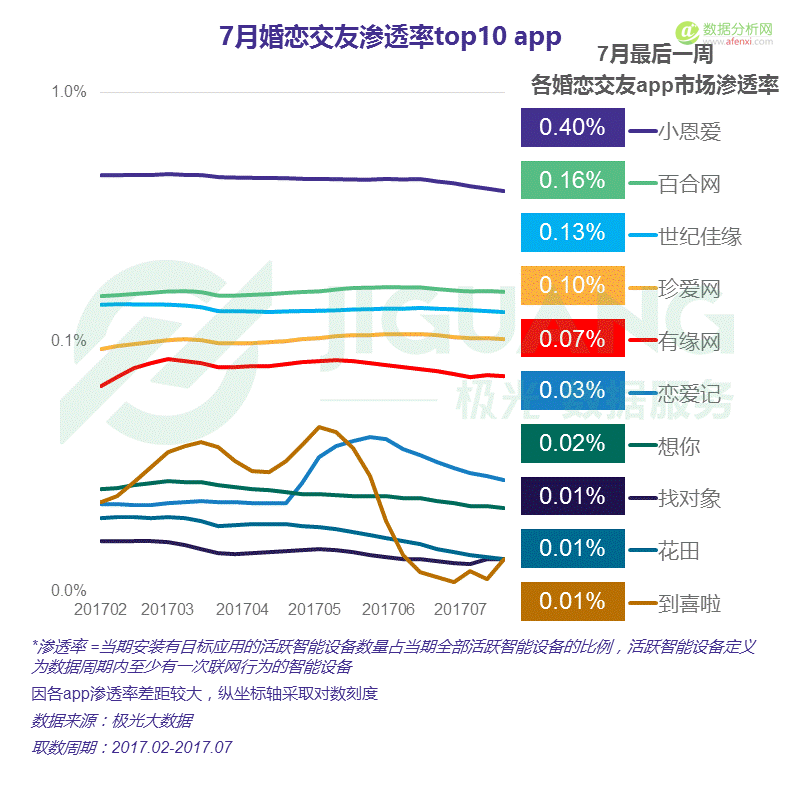 7月婚恋交友渗透率top10 app
数据分析网
www.afenxi.com
7月最后一周
各婚恋交友app市场渗透率
1.0%
0.1%
0.0%
201702 201703 201704 201705 201706 201707
0.40% 小恩爱
0.16% 百合网
0.13% 世纪佳缘
0.10% 珍爱网
0.07% 有缘网
0.03% 恋爱记
0.02% 想你
0.01% 找对象
0.01% 花田
0.01% 到喜啦
JIGUANG
极光 数据服务
*渗透率 =当期安装有目标应用的活跃智能设备数量占当期全部活跃智能设备的比例，活跃智能设备定义
为数据周期内至少有一次联网行为的智能设备
因各app渗透率差距较大，纵坐标轴采取对数刻度
数据来源：极光大数据
取数周期：2017.02-2017.07